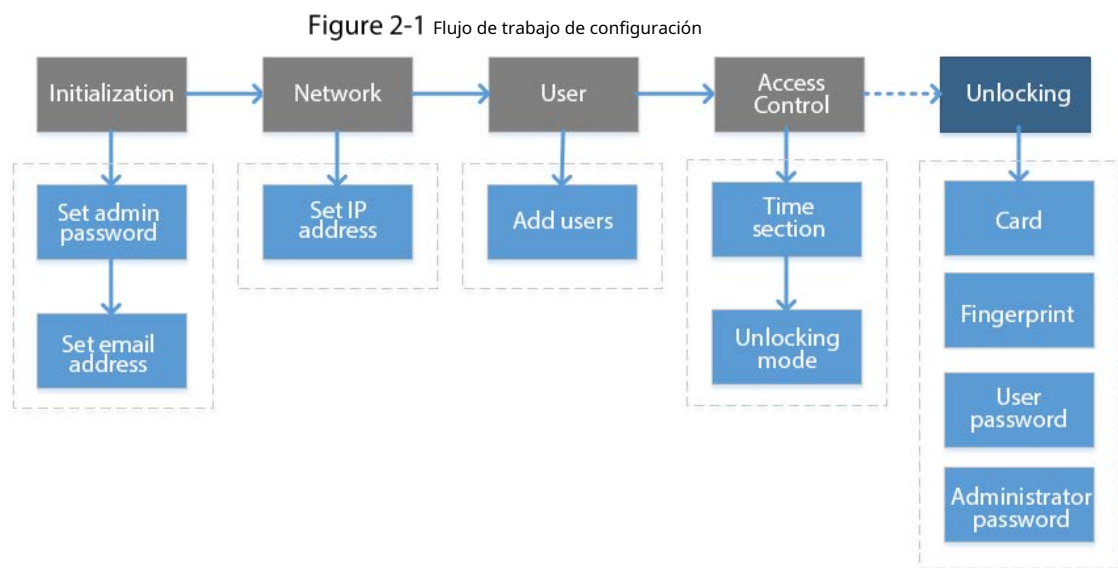 Figure 2-1 Flujo de trabajo de configuración
Initialization
Network
User
Access
Control
Unlocking
Set admin
password
Set email
address
Set IP
address
Add users
Time
section
Unlocking
mode
Card
Fingerprint
User
password
Administrator
password